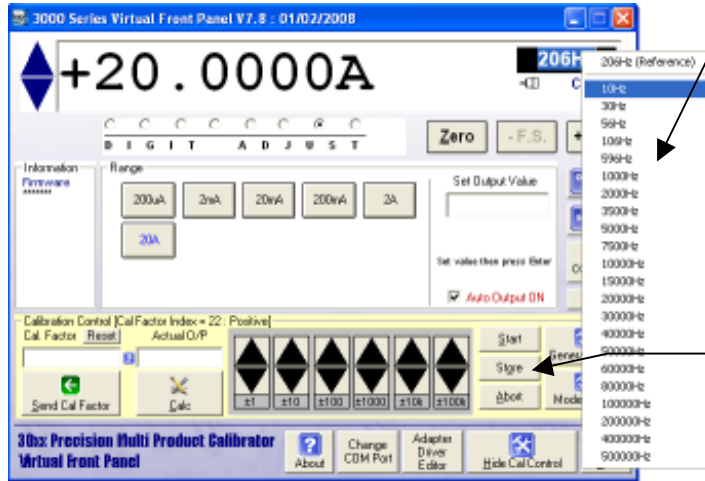 3000 Series Virtual Front Panel V7.8 : 01/02/2008
+20.0000A
206H
D I G I T A D J U S T
Zero
- F.S.
+
Information
Firmware
Range
200uA
2mA
20mA
200mA
2A
20A
Set Output Value
Set value then press Enter
Auto Output ON
Calibration Control [Cal Factor Index = 22 : Positive]
Cal. Factor
Reset
Actual O/P
Send Cal Factor
Calc
±1
±10
±100
±1000
±10k
±100k
Start
Store
Abort
Mode
30xx Precision Multi Product Calibrator
Virtual Front Panel
About
Change
COM Port
Adapter
Driver
Editor
Hide Cal Control
206Hz (Reference)
10Hz
30Hz
56Hz
106Hz
596Hz
1000Hz
2000Hz
3500Hz
5000Hz
7500Hz
10000Hz
15000Hz
20000Hz
30000Hz
40000Hz
50000Hz
60000Hz
80000Hz
100000Hz
200000Hz
400000Hz
500000Hz